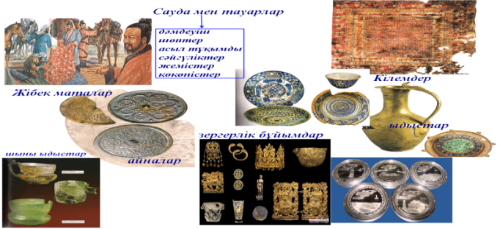 Сауда мен тауарлар
дәмдеуіш
шөптер
асыл тұқымды
сәйгүліктер
жемістер
көкөністер
Жібек маталар
Кілемдер
ыдыстар
айналар
зергерлік бұйымдар
шыны ыдыстар